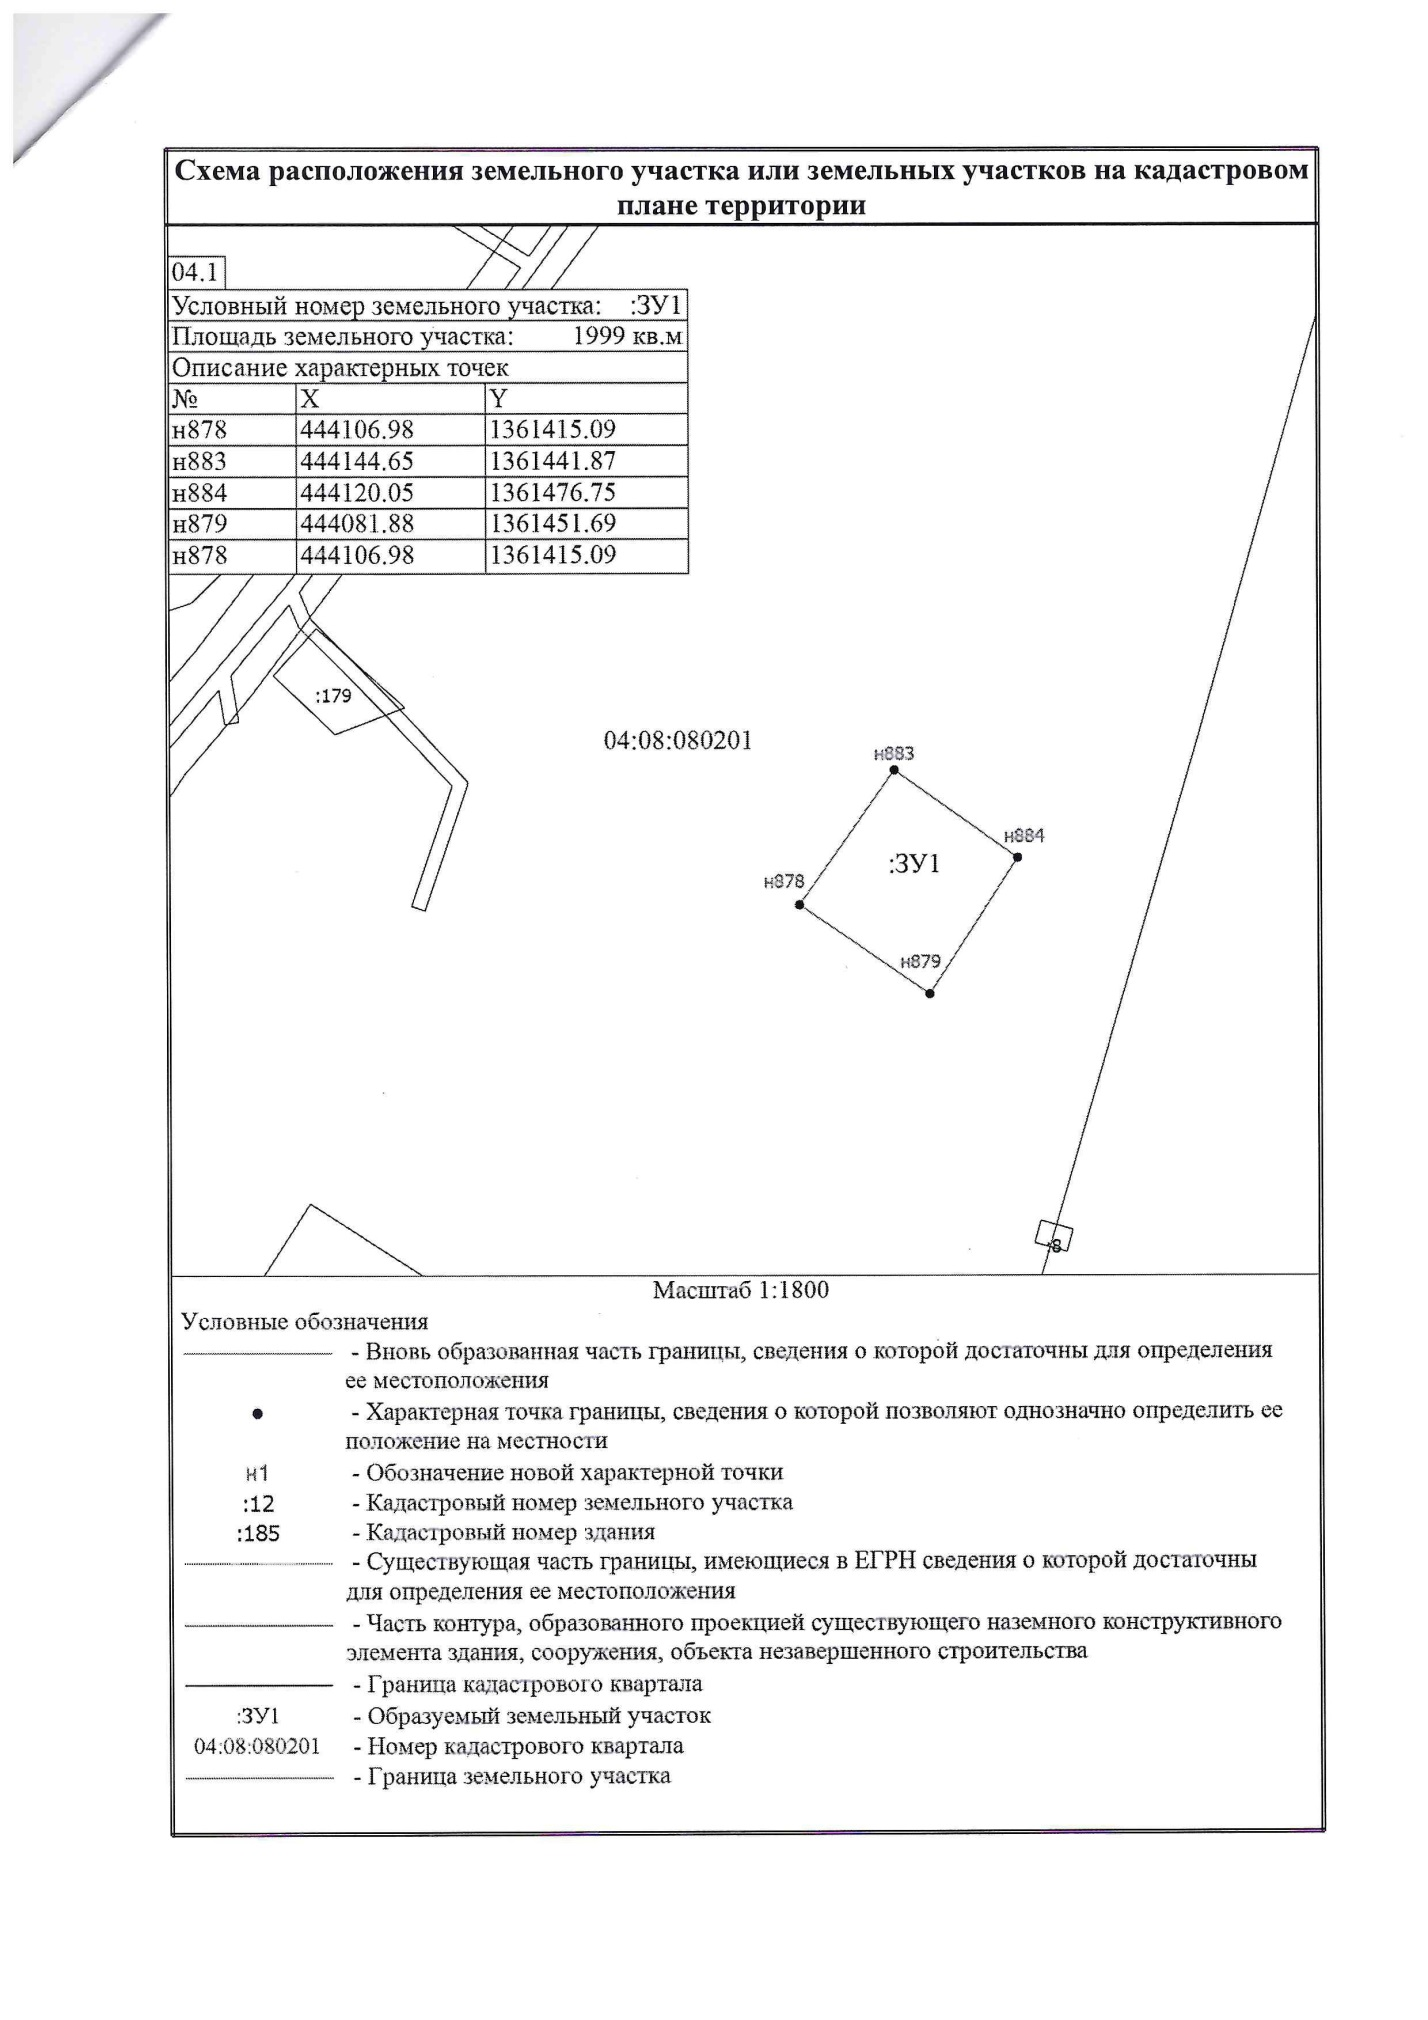 Схема расположения земельного участка или земельных участков на кадастровом
плане территории
04.1
Условный номер земельного участка: :ЗУ1
Площадь земельного участка: 1999 кв.м
Описание характерных точек
№ X Y
н878 444106.98 1361415.09
н883 444144.65 1361441.87
н884 444120.05 1361476.75
н879 444081.88 1361451.69
н878 444106.98 1361415.09
:179
04:08:080201
н883
н884
:ЗУ1
н878
н879
:8
Масштаб 1:1800
Условные обозначения
- Вновь образованная часть границы, сведения о которой достаточны для определения
ее местоположения
- Характерная точка границы, сведения о которой позволяют однозначно определить ее
положение на местности
н1 - Обозначение новой характерной точки
:12 - Кадастровый номер земельного участка
:185 - Кадастровый номер здания
- Существующая часть границы, имеющиеся в ЕГРН сведения о которой достаточны
для определения ее местоположения
- Часть контура, образованного проекцией существующего наземного конструктивного
элемента здания, сооружения, объекта незавершенного строительства
- Граница кадастрового квартала
:ЗУ1 - Образуемый земельный участок
04:08:080201 - Номер кадастрового квартала
- Граница земельного участка